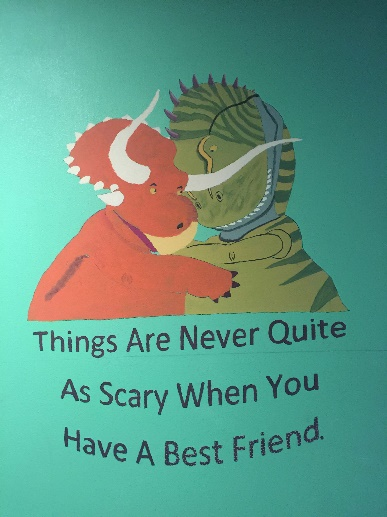 Things Are Never Quite
As Scary When You
Have A Best Friend.